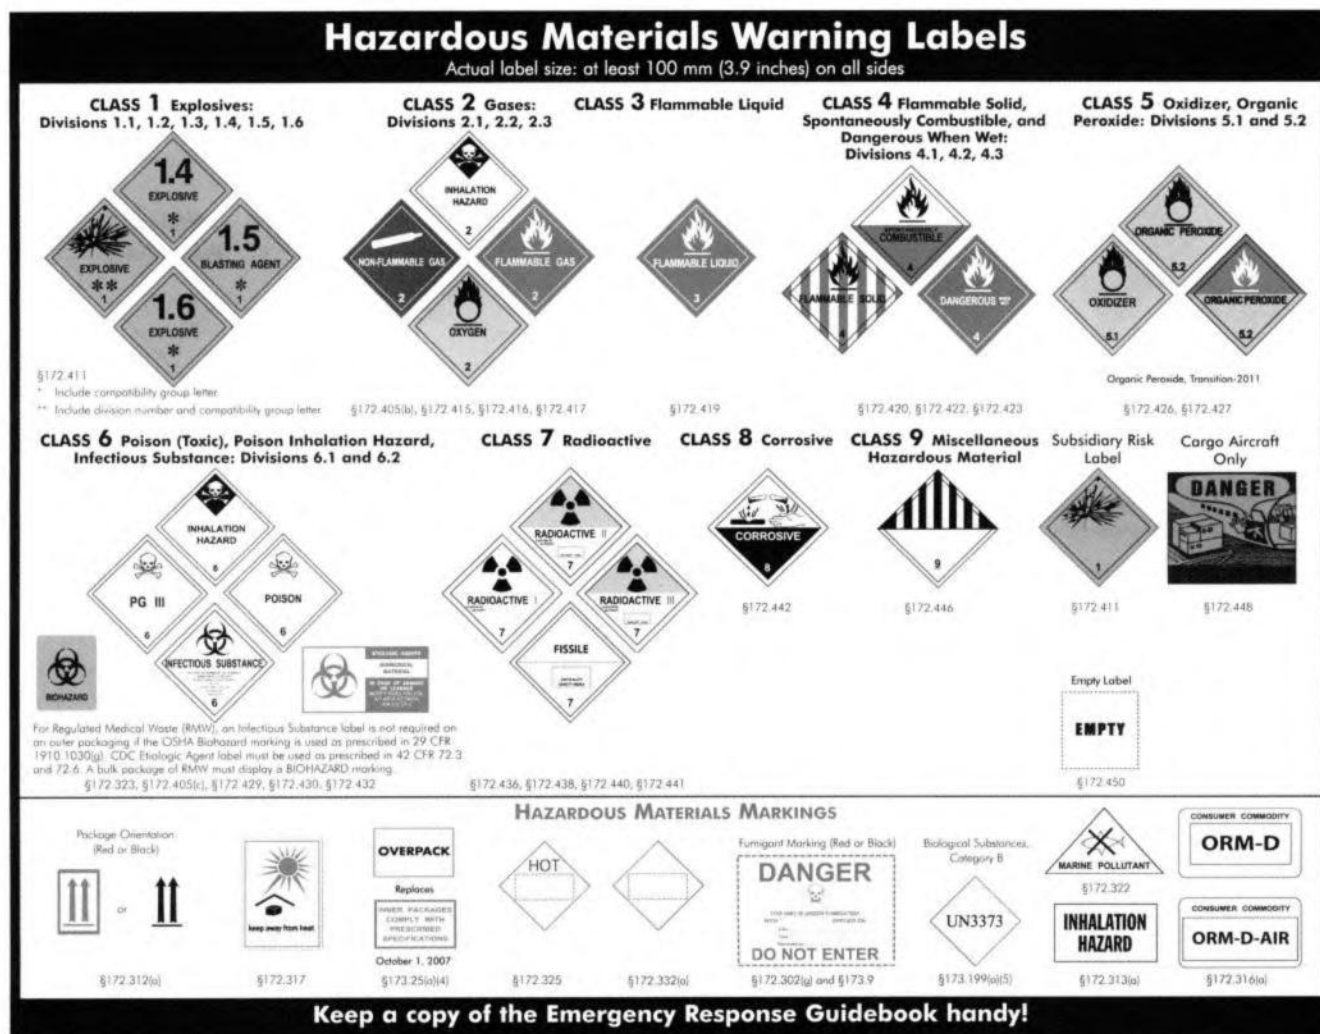 Hazardous Materials Warning Labels
Actual label size: at least 100 mm (3.9 inches) on all sides
CLASS 1 Explosives:
Divisions 1.1, 1.2, 1.3, 1.4, 1.5, 1.6
1.4
EXPLOSIVE
*
1
EXPLOSIVE
**
1
1.5
BLASTING AGENT
*
1
1.6
EXPLOSIVE
*
1
§172.411
* Include compatibility group letter.
** Include division number and compatibility group letter.
CLASS 2 Gases:
Divisions 2.1, 2.2, 2.3
INHALATION
HAZARD
2
NON-FLAMMABLE GAS
2
FLAMMABLE GAS
2
OXYGEN
2
§172.405(b), §172.415, §172.416, §172.417
CLASS 3 Flammable Liquid
FLAMMABLE LIQUID
3
§172.419
CLASS 4 Flammable Solid,
Spontaneously Combustible, and
Dangerous When Wet:
Divisions 4.1, 4.2, 4.3
SPONTANEOUSLY
COMBUSTIBLE
4
FLAMMABLE SOLID
4
DANGEROUS
4
§172.420, §172.422, §172.423
CLASS 5 Oxidizer, Organic
Peroxide: Divisions 5.1 and 5.2
ORGANIC PEROXIDE
5.2
OXIDIZER
5.1
ORGANIC PEROXIDE
5.2
Organic Peroxide, Transition-2011
§172.426, §172.427
CLASS 6 Poison (Toxic), Poison Inhalation Hazard,
Infectious Substance: Divisions 6.1 and 6.2
INHALATION
HAZARD
6
PG III
6
POISON
6
INFECTIOUS SUBSTANCE
6
BIOHAZARD
ETIOLOGIC AGENTS
BIOMEDICAL
MATERIAL
IN CASE OF DAMAGE
OR LEAKAGE
For Regulated Medical Waste (RMW), an Infectious Substance label is not required on
an outer packaging if the OSHA Biohazard marking is used as prescribed in 29 CFR
1910.1030(g). CDC Etiologic Agent label must be used as prescribed in 42 CFR 72.3
and 72.6. A bulk package of RMW must display a BIOHAZARD marking.
§172.323, §172.405(c), §172.429, §172.430, §172.432
CLASS 7 Radioactive
RADIOACTIVE II
7
RADIOACTIVE I
7
RADIOACTIVE III
7
FISSILE
7
§172.436, §172.438, §172.440, §172.441
CLASS 8 Corrosive
CORROSIVE
8
§172.442
CLASS 9 Miscellaneous
Hazardous Material
9
§172.446
Subsidiary Risk
Label
1
§172.411
Cargo Aircraft
Only
DANGER
§172.448
Empty Label
EMPTY
§172.450
HAZARDOUS MATERIALS MARKINGS
Package Orientation
(Red or Black)
or
§172.312(a)
keep away from heat
§172.317
OVERPACK
Replaces
INNER PACKAGES
COMPLY WITH
PRESCRIBED
SPECIFICATIONS
October 1, 2007
§173.25(a)(4)
HOT
§172.325
§172.332(a)
Fumigant Marking (Red or Black)
DANGER
DO NOT ENTER
§172.302(g) and §173.9
Biological Substances,
Category B
UN3373
§173.199(a)(5)
MARINE POLLUTANT
§172.322
INHALATION
HAZARD
§172.313(a)
CONSUMER COMMODITY
ORM-D
CONSUMER COMMODITY
ORM-D-AIR
§172.316(a)
Keep a copy of the Emergency Response Guidebook handy!